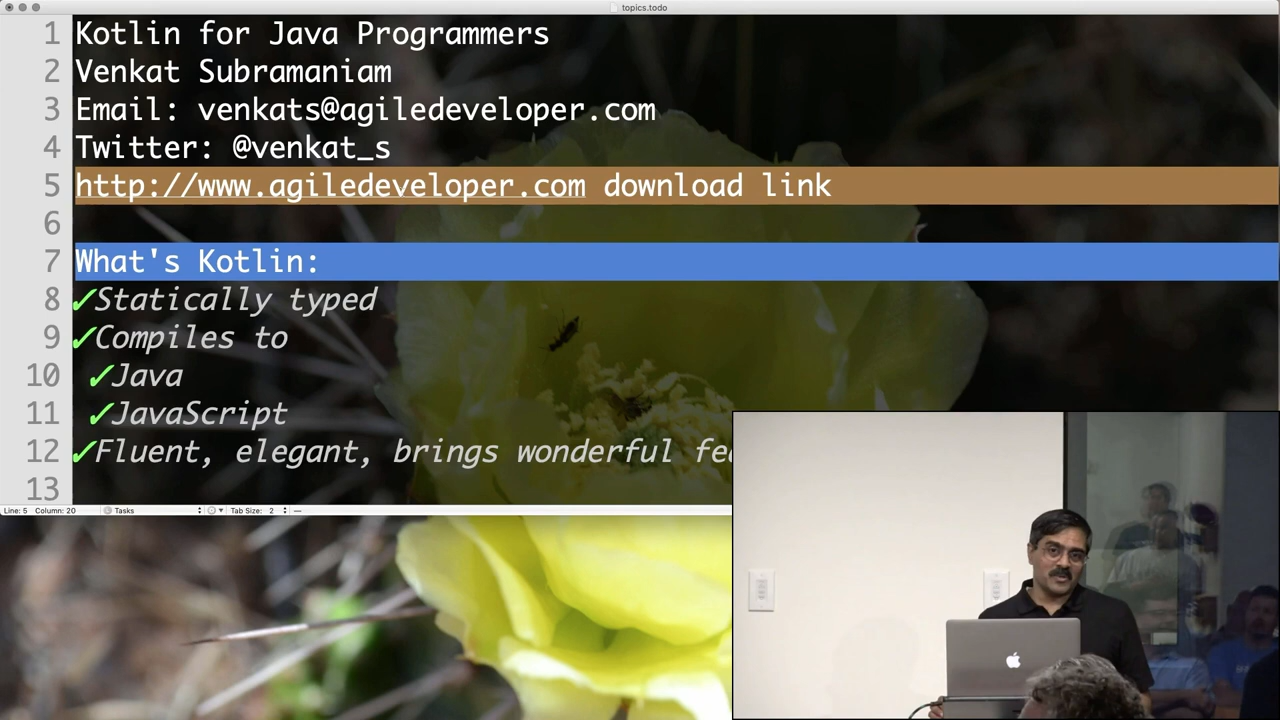 topics.todo
1 Kotlin for Java Programmers
2 Venkat Subramaniam
3 Email: venkats@agiledeveloper.com
4 Twitter: @venkat_s
5 http://www.agiledeveloper.com download link
6
7 What's Kotlin:
8 ✓Statically typed
9 ✓Compiles to
10 ✓Java
11 ✓JavaScript
12 ✓Fluent, elegant, brings wonderful
13
Line: 5 Column: 20 Tasks Tab Size: 2 —